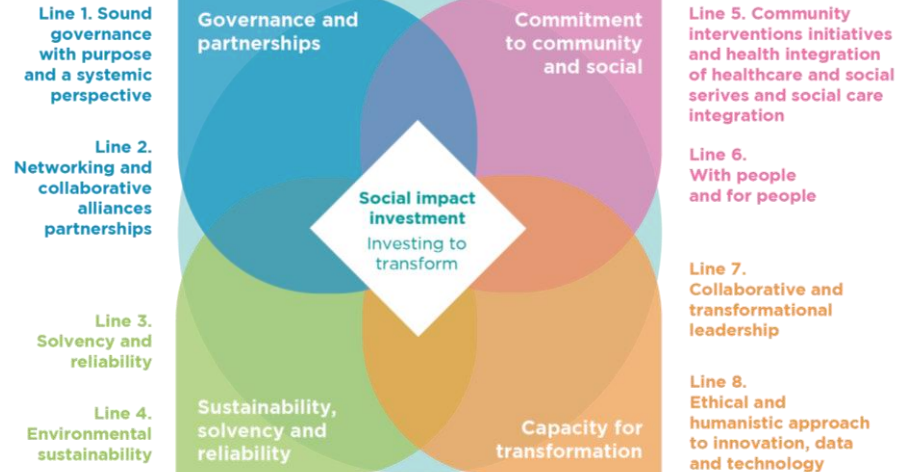 Line 1. Sound
governance
with purpose
and a systemic
perspective
Line 2.
Networking and
collaborative
alliances
partnerships
Line 3.
Solvency and
reliability
Line 4.
Environmental
sustainability
Governance and
partnerships
Commitment
to community
and social
Social impact
investment
Investing to
transform
Sustainability,
solvency and
reliability
Capacity for
transformation
Line 5. Community
interventions initiatives
and health integration
of healthcare and social
serives and social care
integration
Line 6.
With people
and for people
Line 7.
Collaborative and
transformational
leadership
Line 8.
Ethical and
humanistic approach
to innovation, data
and technology